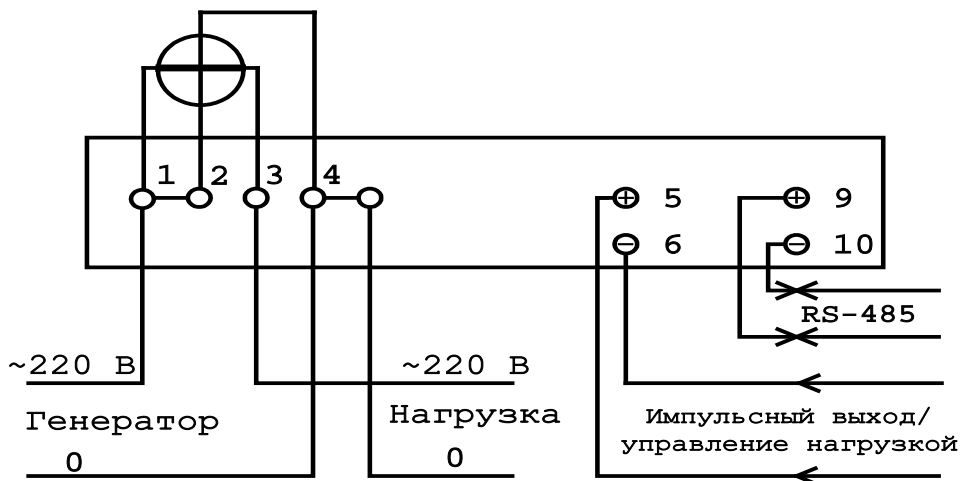 1 2 3 4
5 9
6 10
RS-485
~220 В ~220 В
Генератор Нагрузка
0 0
Импульсный выход/
управление нагрузкой